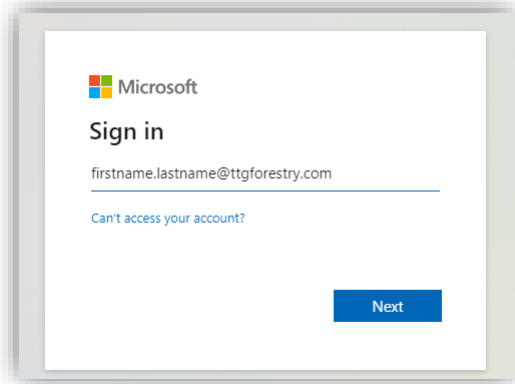 Microsoft
Sign in
firstname.lastname@ttgforestry.com
Can't access your account?
Next